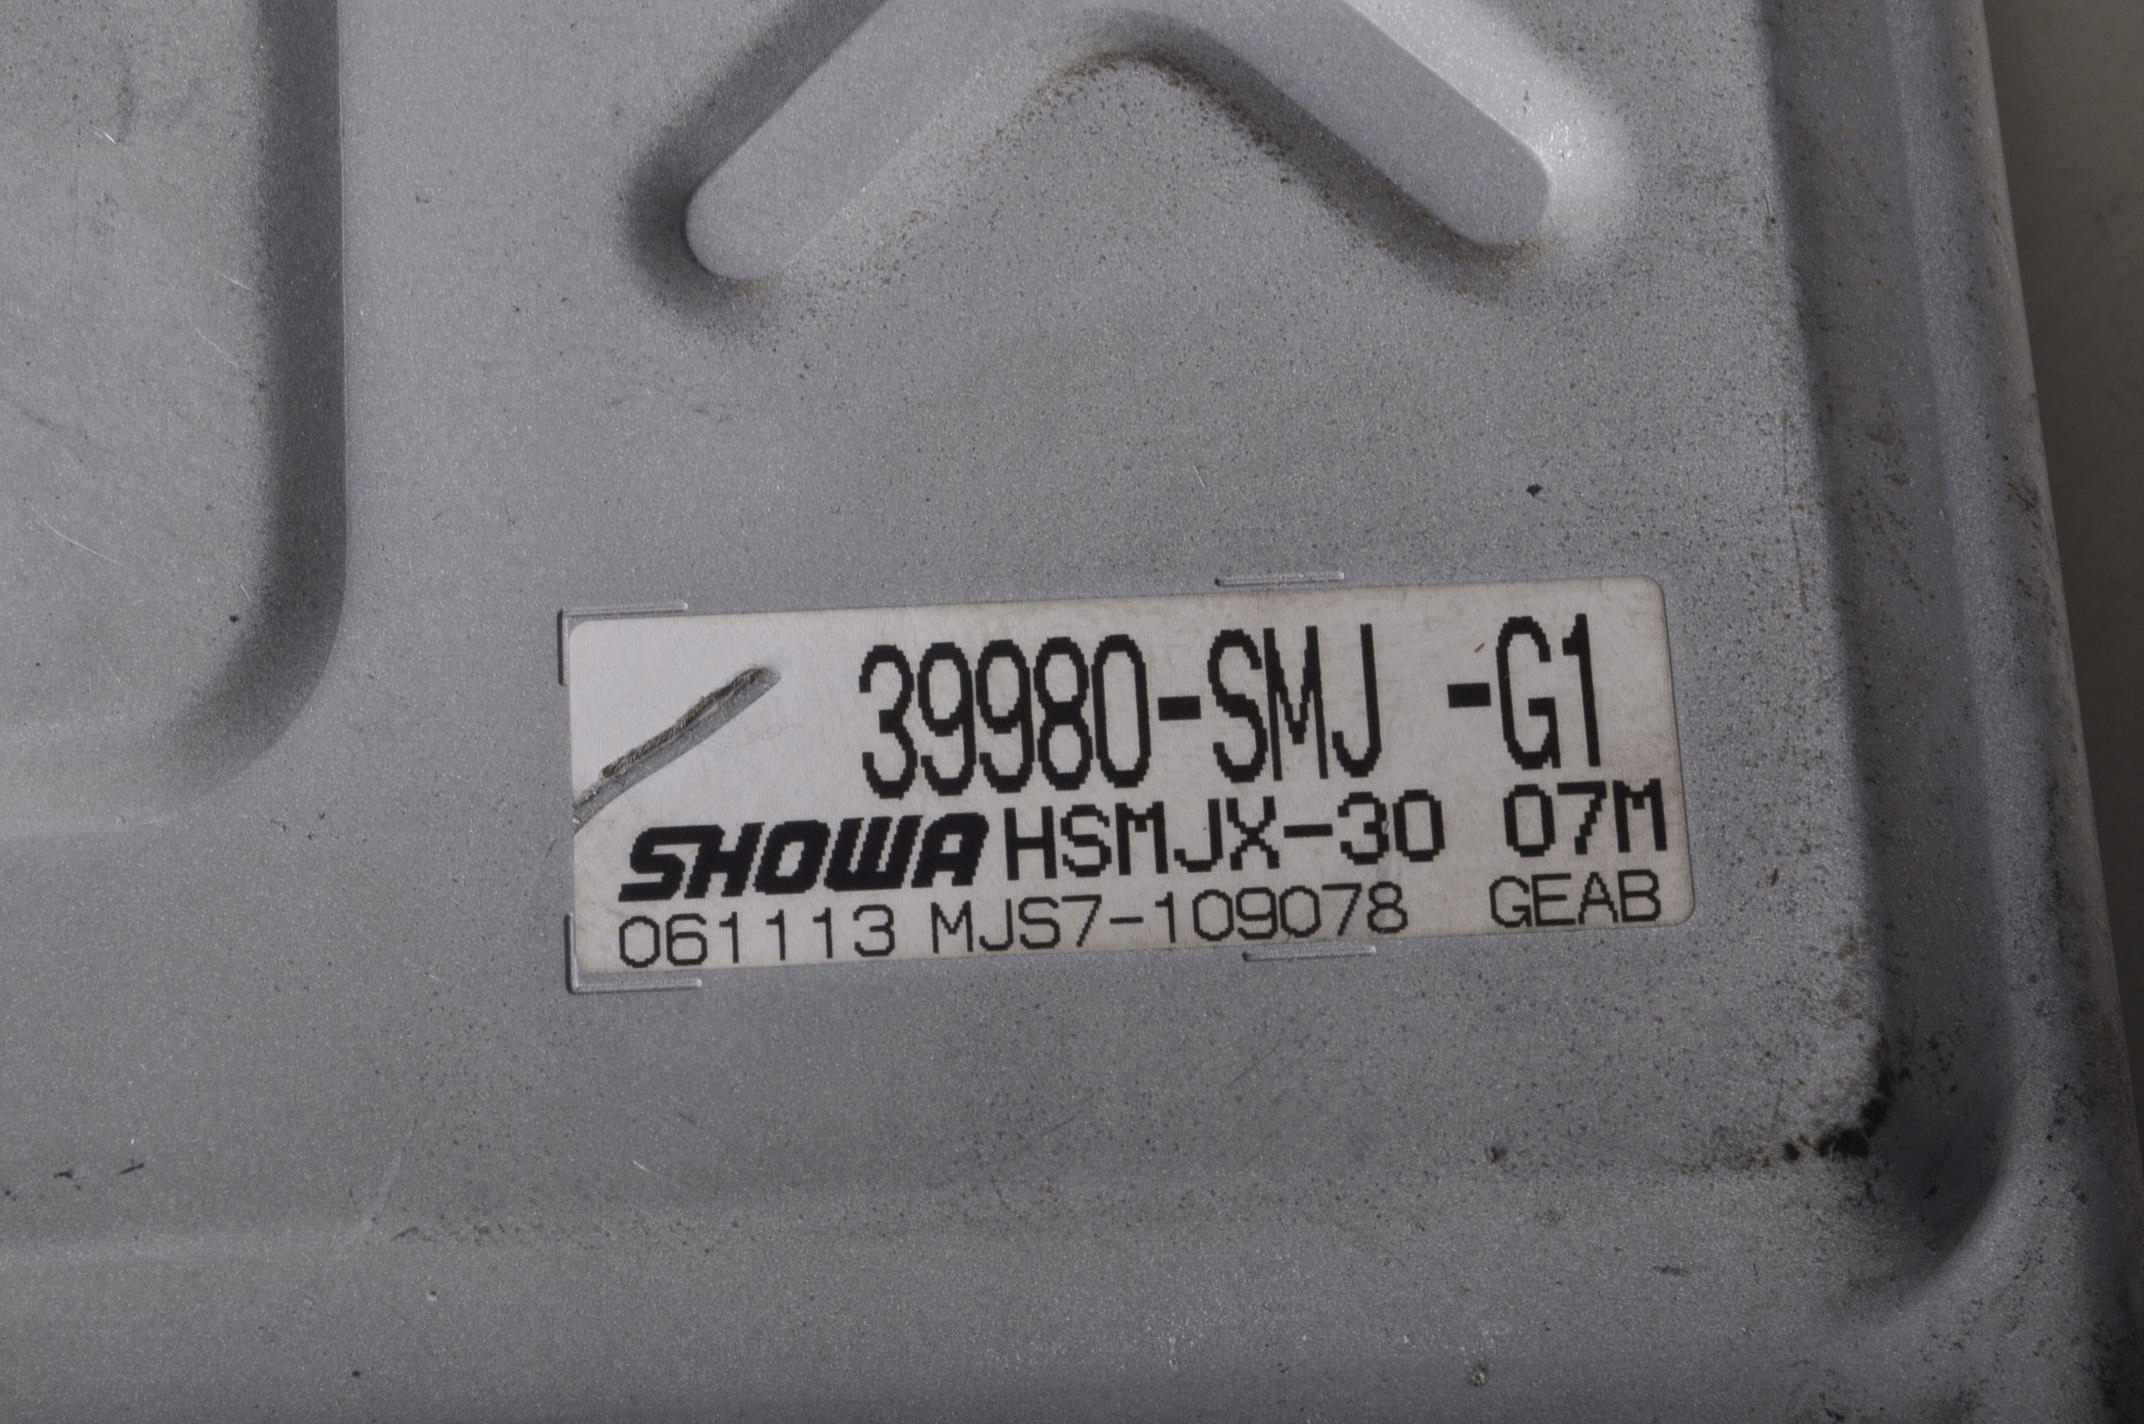 39980-SMJ -G1
SHOWA HSMJX-30 07M
061113 MJS7-109078 GEAB